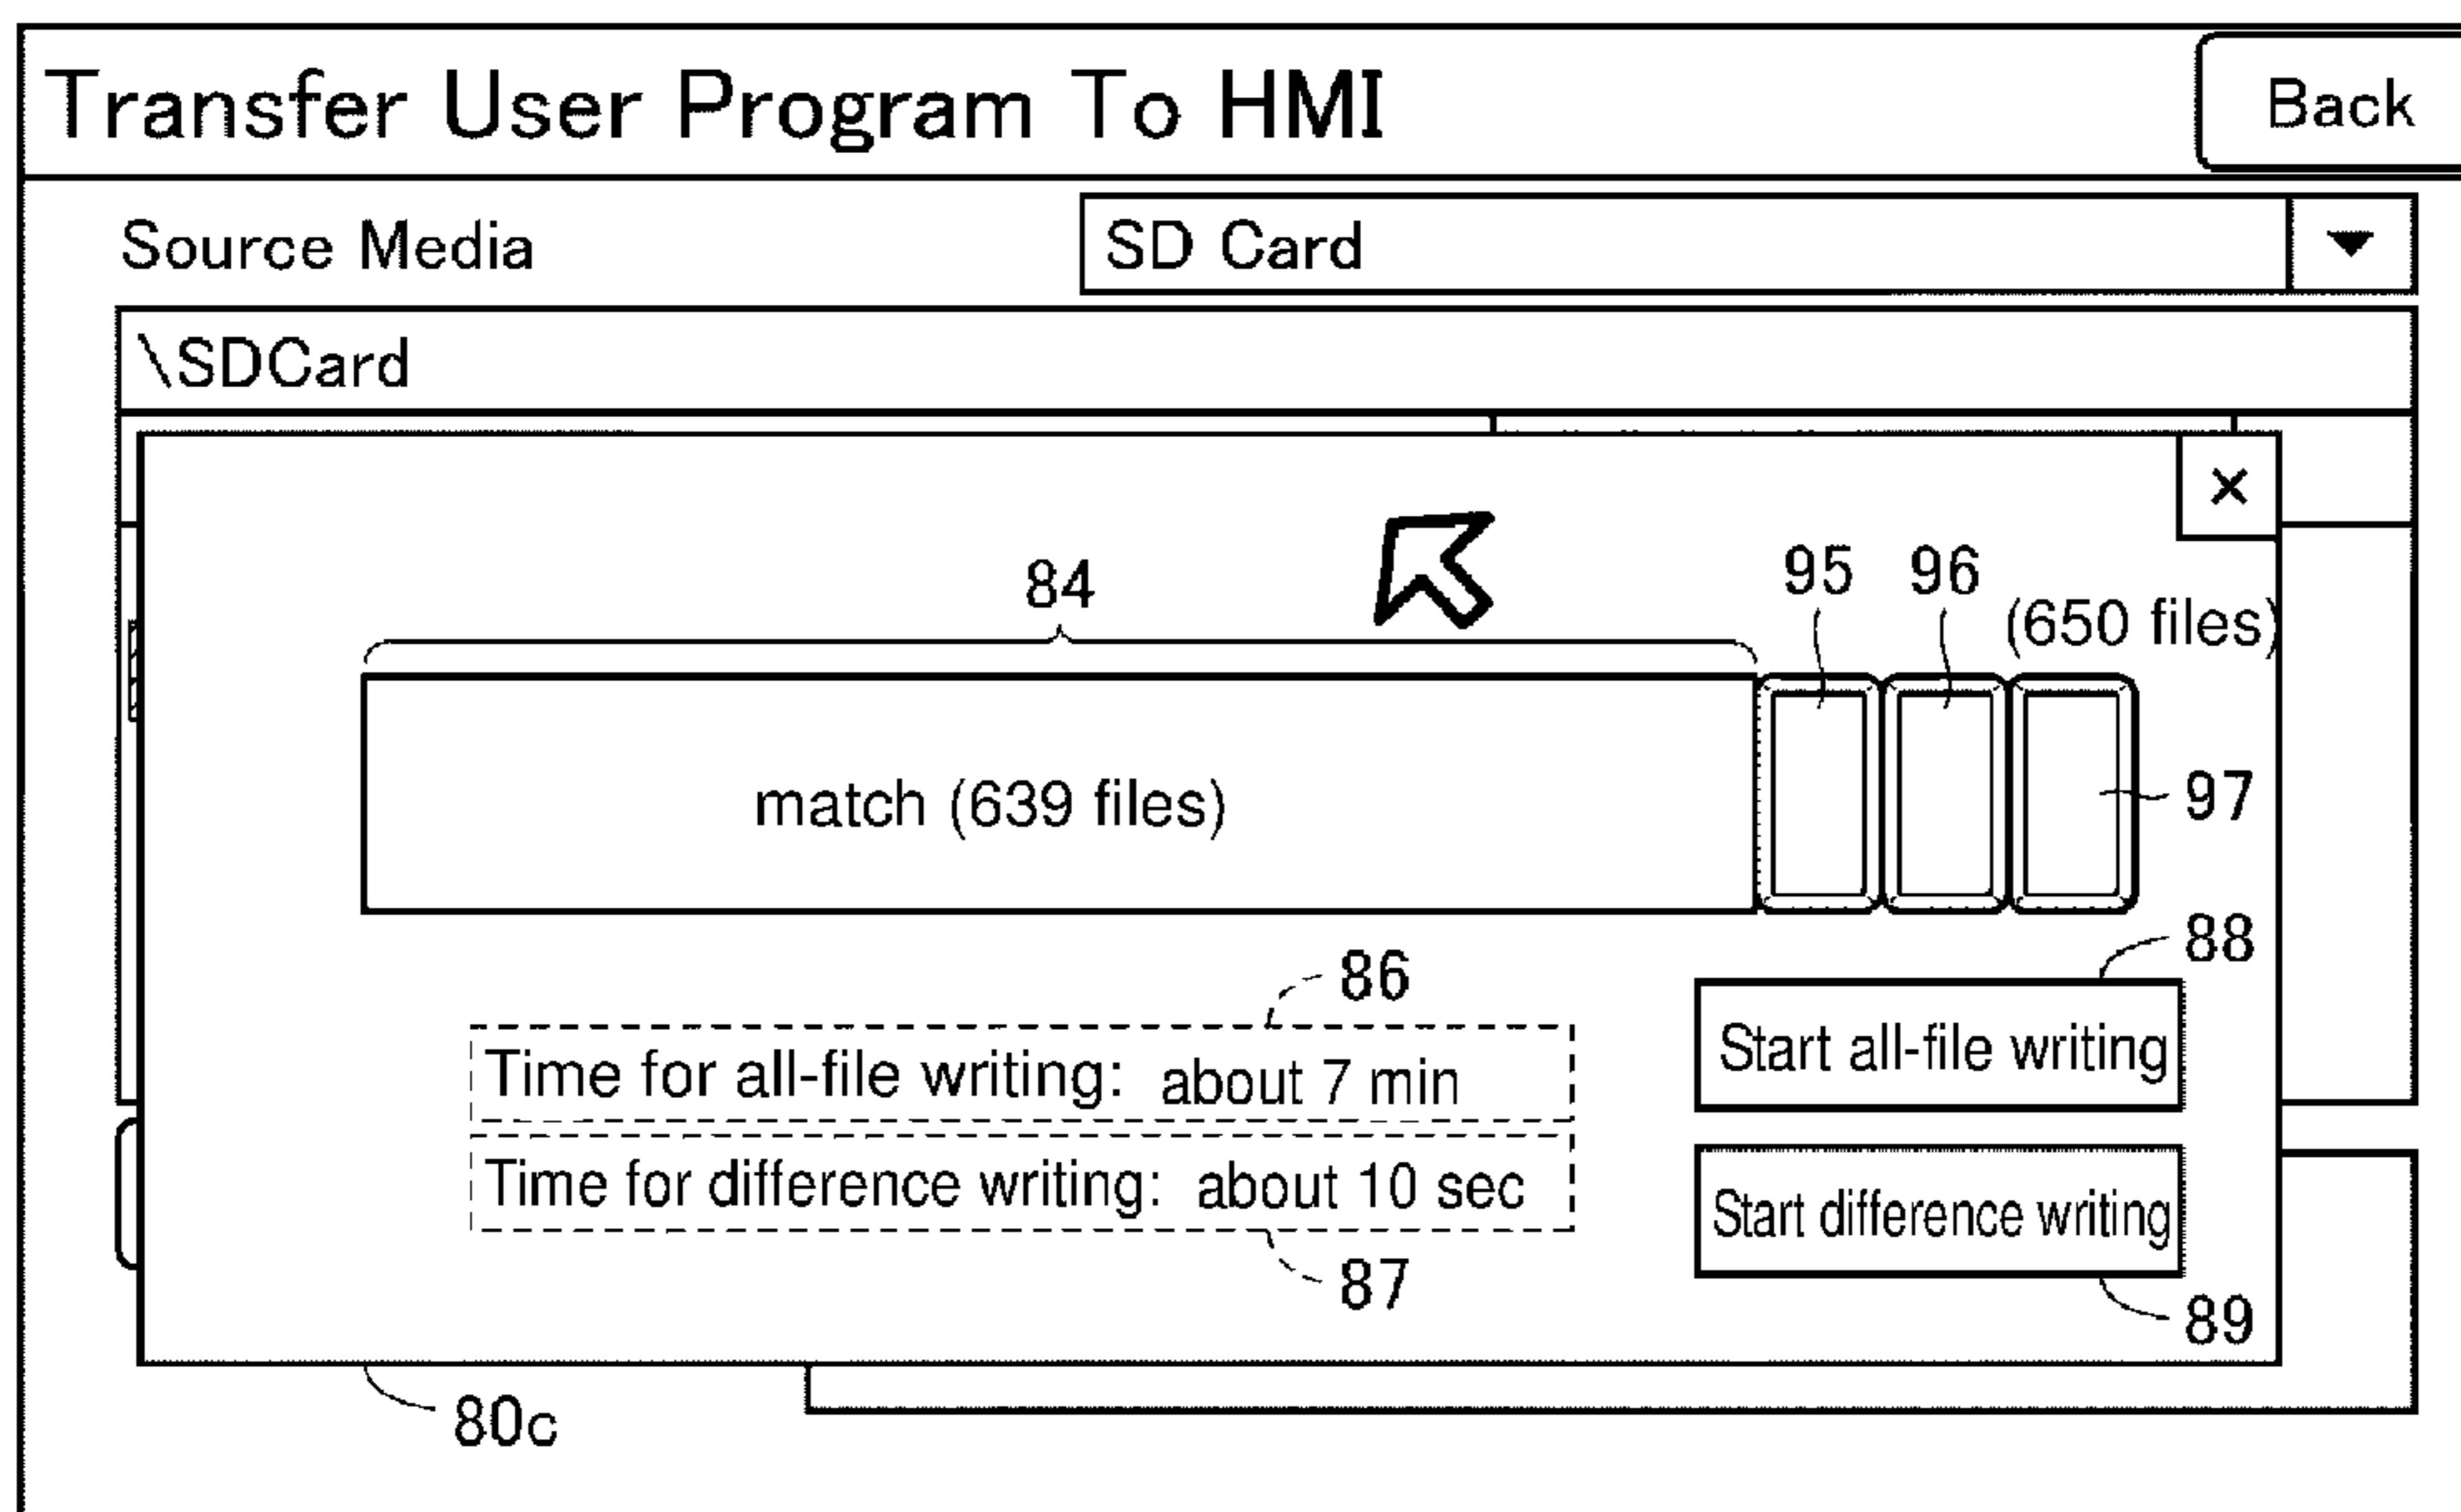 Transfer User Program To HMI
Back
Source Media
SD Card
\SDCard
×
84
95
96
(650 files)
match (639 files)
97
88
86
Time for all-file writing: about 7 min
Start all-file writing
Time for difference writing: about 10 sec
Start difference writing
87
89
80c